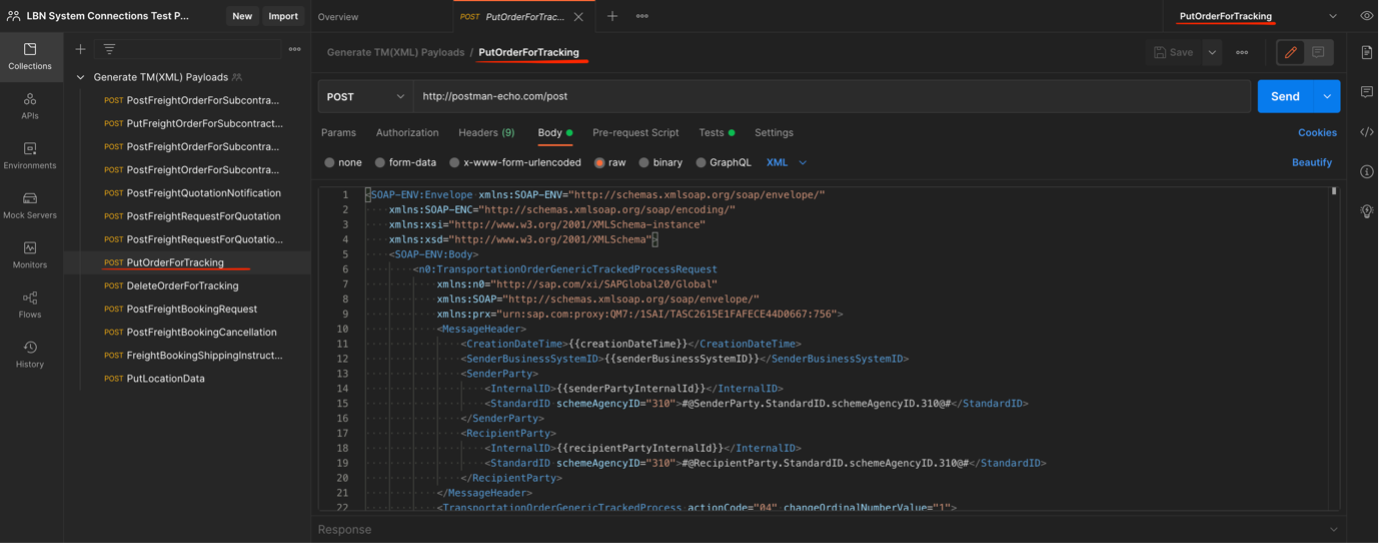 LBN System Connections Test P...
New
Import
Overview
POST PutOrderForTrac...
PutOrderForTracking
Collections
APIs
Environments
Mock Servers
Monitors
Flows
History
Generate TM(XML) Payloads
POST PostFreightOrderForSubcontra...
POST PutFreightOrderForSubcontract...
POST PostFreightOrderForSubcontra...
POST PostFreightOrderForSubcontra...
POST PostFreightQuotationNotification
POST PostFreightRequestForQuotation
POST PostFreightRequestForQuotatio...
POST PutOrderForTracking
POST DeleteOrderForTracking
POST PostFreightBookingRequest
POST PostFreightBookingCancellation
POST FreightBookingShippingInstruct...
POST PutLocationData
Generate TM(XML) Payloads / PutOrderForTracking
Save
POST
http://postman-echo.com/post
Send
Params Authorization Headers (9) Body Pre-request Script Tests Settings
Cookies
none form-data x-www-form-urlencoded raw binary GraphQL XML
Beautify
1 <SOAP-ENV:Envelope xmlns:SOAP-ENV="http://schemas.xmlsoap.org/soap/envelope/"
2 xmlns:SOAP-ENC="http://schemas.xmlsoap.org/soap/encoding/"
3 xmlns:xsi="http://www.w3.org/2001/XMLSchema-instance"
4 xmlns:xsd="http://www.w3.org/2001/XMLSchema">
5 <SOAP-ENV:Body>
6 <n0:TransportationOrderGenericTrackedProcessRequest
7 xmlns:n0="http://sap.com/xi/SAPGlobal20/Global"
8 xmlns:SOAP="http://schemas.xmlsoap.org/soap/envelope/"
9 xmlns:prx="urn:sap.com:proxy:QM7:/1SAI/TASC2615E1FAFECE44D0667:756">
10 <MessageHeader>
11 <CreationDateTime>{{creationDateTime}}</CreationDateTime>
12 <SenderBusinessSystemID>{{senderBusinessSystemID}}</SenderBusinessSystemID>
13 <SenderParty>
14 <InternalID>{{senderPartyInternalId}}</InternalID>
15 <StandardID schemeAgencyID="310">#@SenderParty.StandardID.schemeAgencyID.310@#</StandardID>
16 </SenderParty>
17 <RecipientParty>
18 <InternalID>{{recipientPartyInternalId}}</InternalID>
19 <StandardID schemeAgencyID="310">#@RecipientParty.StandardID.schemeAgencyID.310@#</StandardID>
20 </RecipientParty>
21 </MessageHeader>
22 <TransportationOrderGenericTrackedProcess actionCode="04" changeOrdinalNumberValue="1">
Response